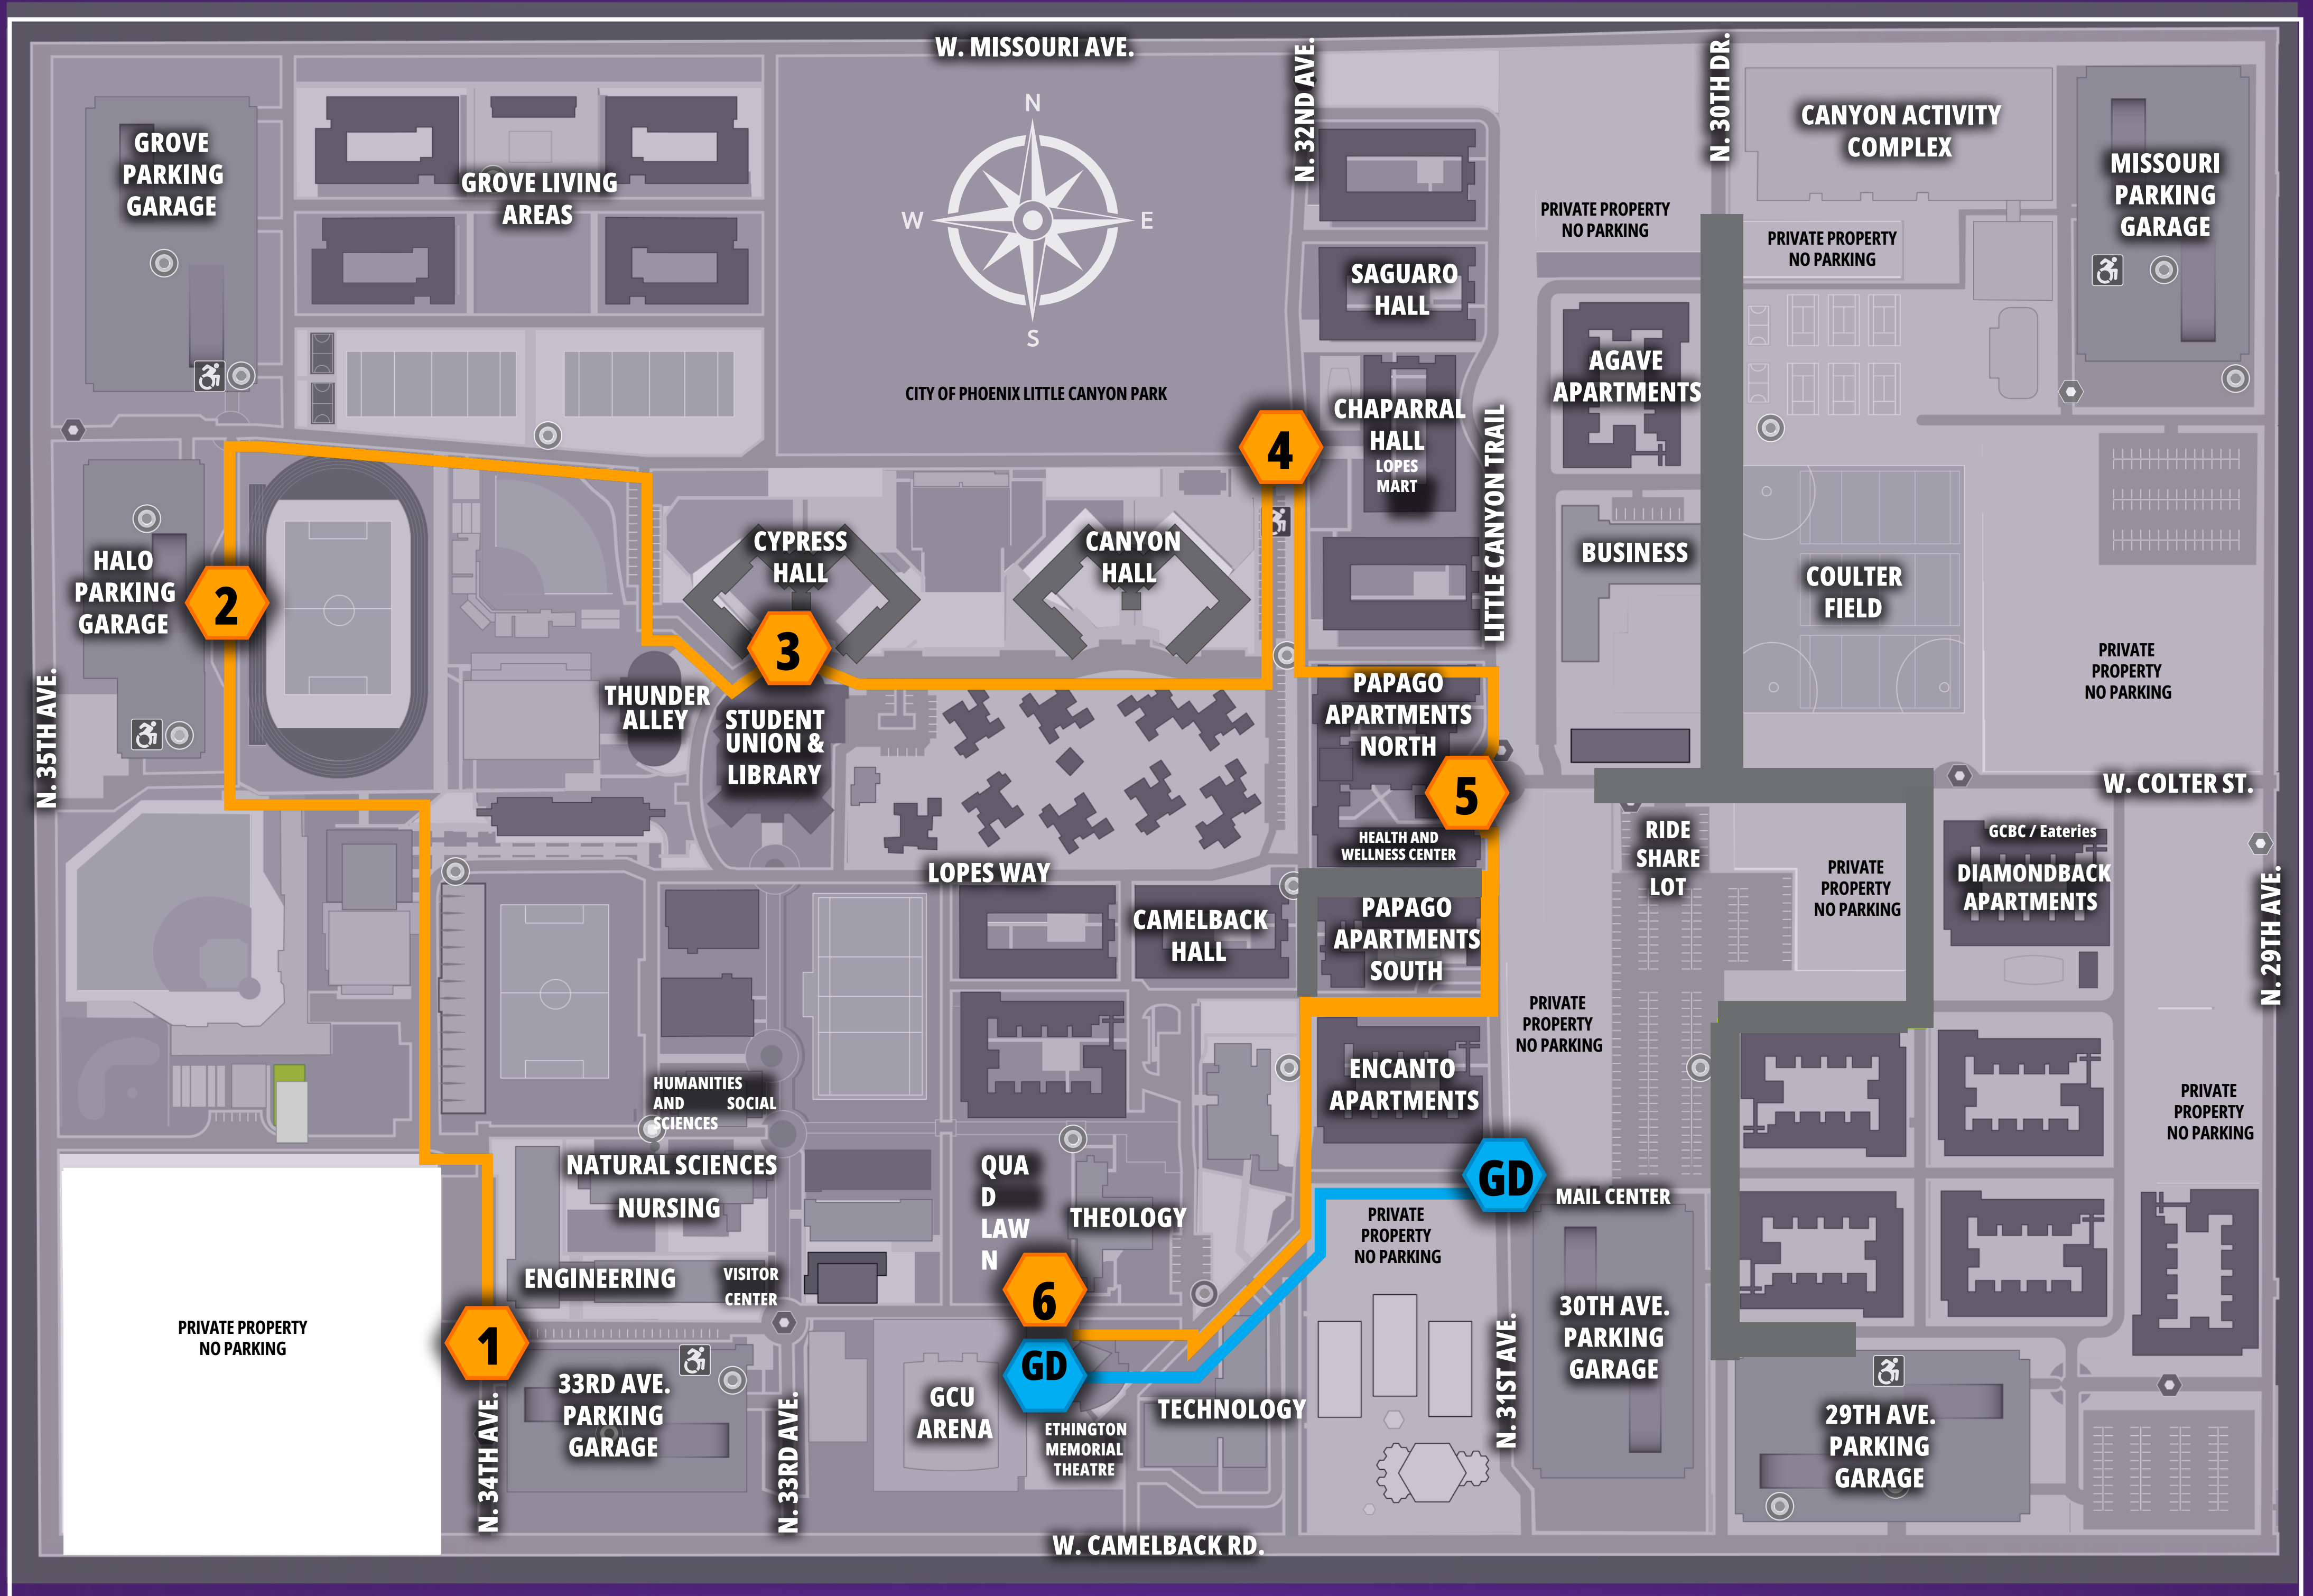 W. MISSOURI AVE.
N. 32ND AVE.
N. 30TH DR.
GROVE
PARKING
GARAGE
GROVE LIVING
AREAS
N
W
E
S
CITY OF PHOENIX LITTLE CANYON PARK
SAGUARO
HALL
CHAPARRAL
HALL
LOPES
MART
LITTLE CANYON TRAIL
PRIVATE PROPERTY
NO PARKING
AGAVE
APARTMENTS
BUSINESS
CANYON ACTIVITY
COMPLEX
PRIVATE PROPERTY
NO PARKING
MISSOURI
PARKING
GARAGE
COULTER
FIELD
PRIVATE
PROPERTY
NO PARKING
HALO
PARKING
GARAGE
2
N. 35TH AVE.
4
CYPRESS
HALL
CANYON
HALL
3
THUNDER
ALLEY
STUDENT
UNION &
LIBRARY
PAPAGO
APARTMENTS
NORTH
5
HEALTH AND
WELLNESS CENTER
W. COLTER ST.
RIDE
SHARE
LOT
PRIVATE
PROPERTY
NO PARKING
GCBC / Eateries
DIAMONDBACK
APARTMENTS
N. 29TH AVE.
LOPES WAY
CAMELBACK
HALL
PAPAGO
APARTMENTS
SOUTH
PRIVATE
PROPERTY
NO PARKING
ENCANTO
APARTMENTS
PRIVATE
PROPERTY
NO PARKING
HUMANITIES
AND SOCIAL
SCIENCES
NATURAL SCIENCES
NURSING
QUA
D
LAW
N
THEOLOGY
GD
MAIL CENTER
PRIVATE
PROPERTY
NO PARKING
ENGINEERING
VISITOR
CENTER
6
GD
1
PRIVATE PROPERTY
NO PARKING
33RD AVE.
PARKING
GARAGE
N. 34TH AVE.
N. 33RD AVE.
GCU
ARENA
ETHINGTON
MEMORIAL
THEATRE
TECHNOLOGY
N. 31ST AVE.
30TH AVE.
PARKING
GARAGE
29TH AVE.
PARKING
GARAGE
W. CAMELBACK RD.